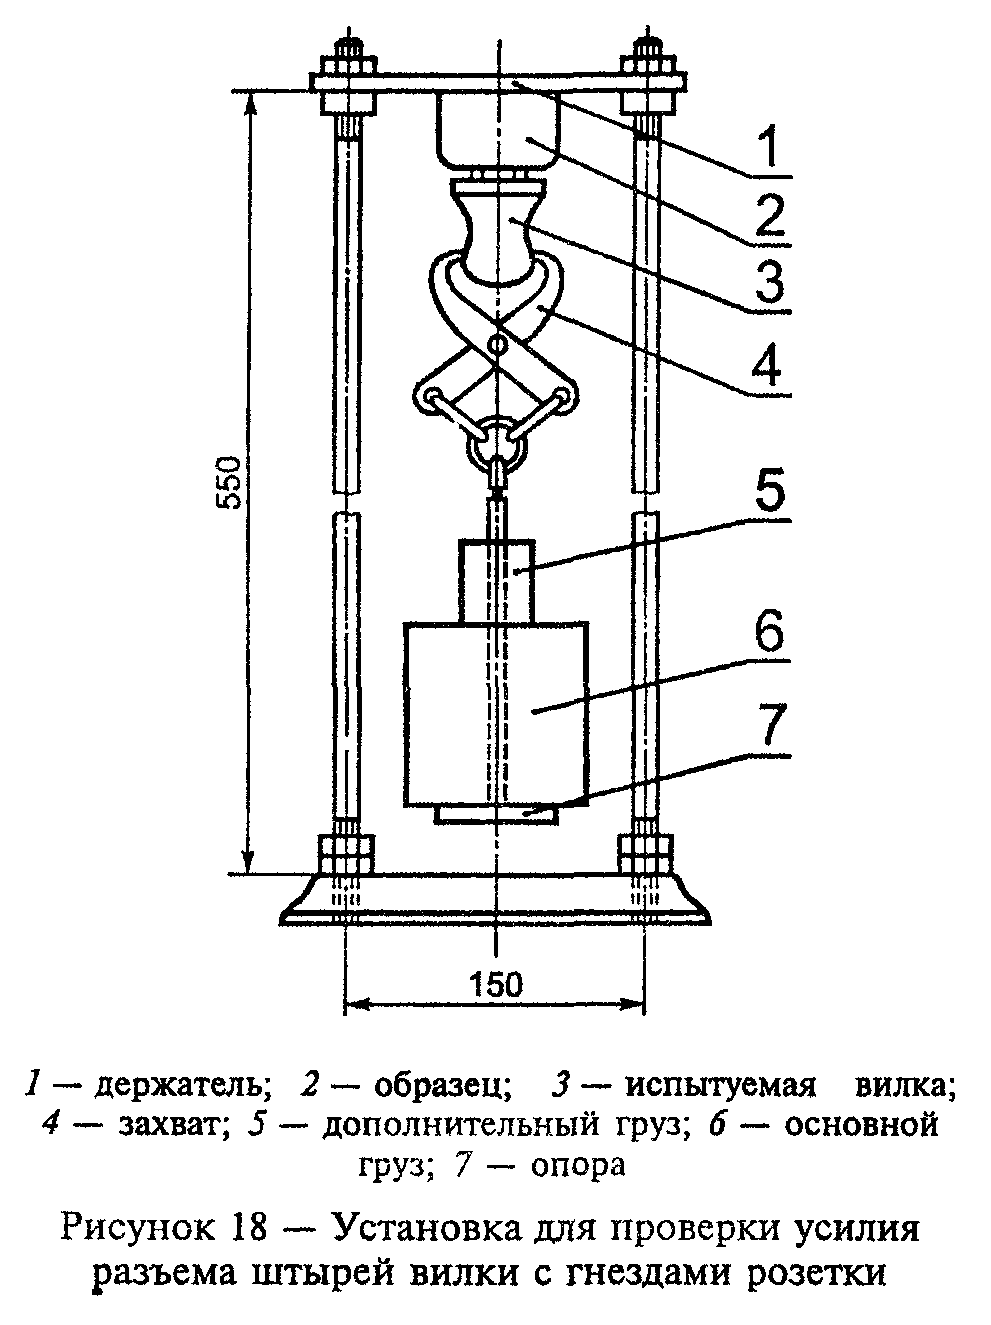 1
2
3
4
550
5
6
7
150
1 — держатель; 2 — образец; 3 — испытуемая вилка;
4 — захват; 5 — дополнительный груз; 6 — основной
груз; 7 — опора
Рисунок 18 — Установка для проверки усилия
разъема штырей вилки с гнездами розетки